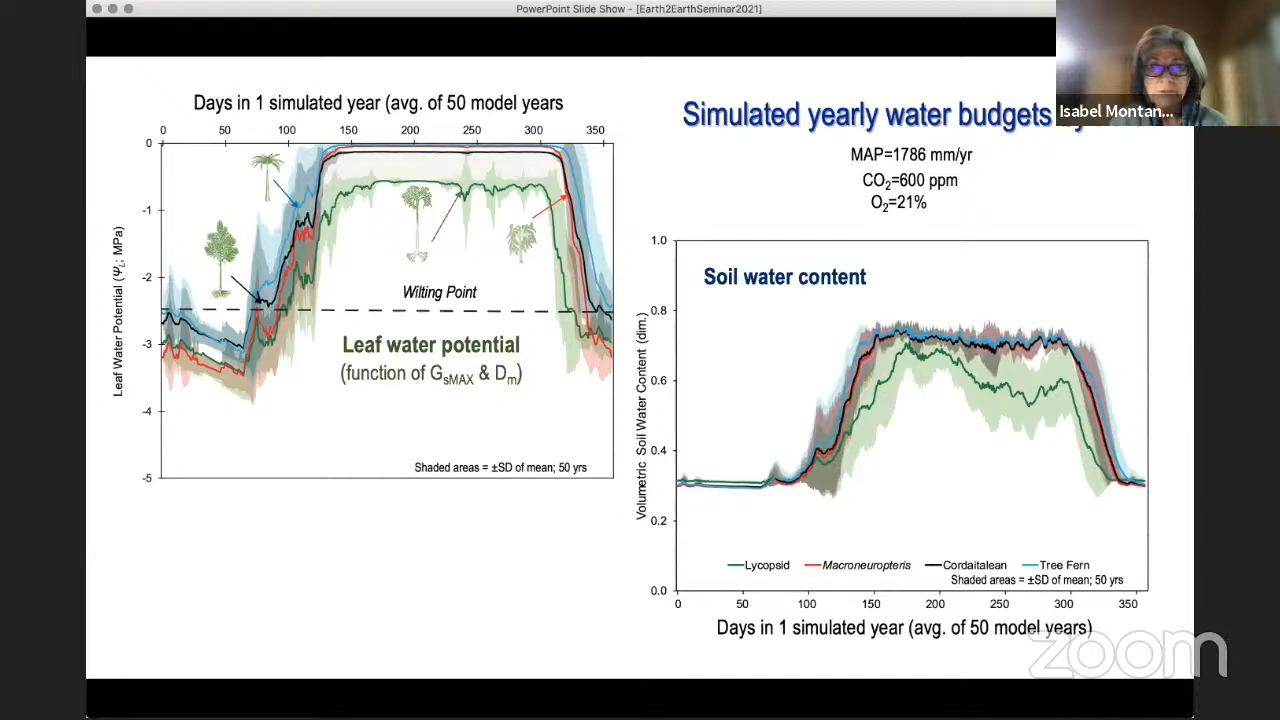 PowerPoint Slide Show - [Earth2EarthSeminar2021]
Isabel Montan...
Days in 1 simulated year (avg. of 50 model years
0 50 100 150 200 250 300 350
0
-1
-2
-3
-4
-5
Leaf Water Potential (ΨL; MPa)
Wilting Point
Leaf water potential
(function of GsMAX & Dm)
Shaded areas = ±SD of mean; 50 yrs
Simulated yearly water budgets
MAP=1786 mm/yr
CO2=600 ppm
O2=21%
1.0
0.8
0.6
0.4
0.2
0.0
Volumetric Soil Water Content (dim.)
Soil water content
Lycopsid Macroneuropteris Cordaitalean Tree Fern
Shaded areas = ±SD of mean; 50 yrs
0 50 100 150 200 250 300 350
Days in 1 simulated year (avg. of 50 model years)
zoom